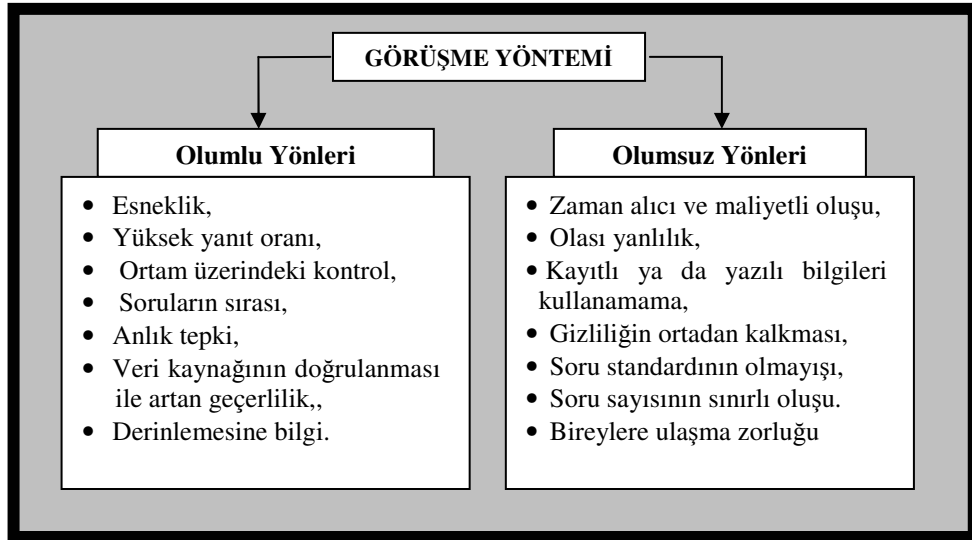 GÖRÜŞME YÖNTEMİ
Olumlu Yönleri
• Esneklik,
• Yüksek yanıt oranı,
• Ortam üzerindeki kontrol,
• Soruların sırası,
• Anlık tepki,
• Veri kaynağının doğrulanması
ile artan geçerlilik,,
• Derinlemesine bilgi.
Olumsuz Yönleri
• Zaman alıcı ve maliyetli oluşu,
• Olası yanlılık,
• Kayıtlı ya da yazılı bilgileri
kullanamama,
• Gizliliğin ortadan kalkması,
• Soru standardının olmayışı,
• Soru sayısının sınırlı oluşu.
• Bireylere ulaşma zorluğu